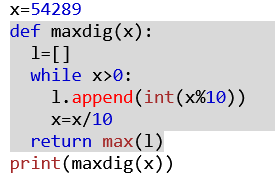 x=54289
def maxdig(x):
  l=[]
  while x>0:
    l.append(int(x%10))
    x=x/10
  return max(l)
print(maxdig(x))